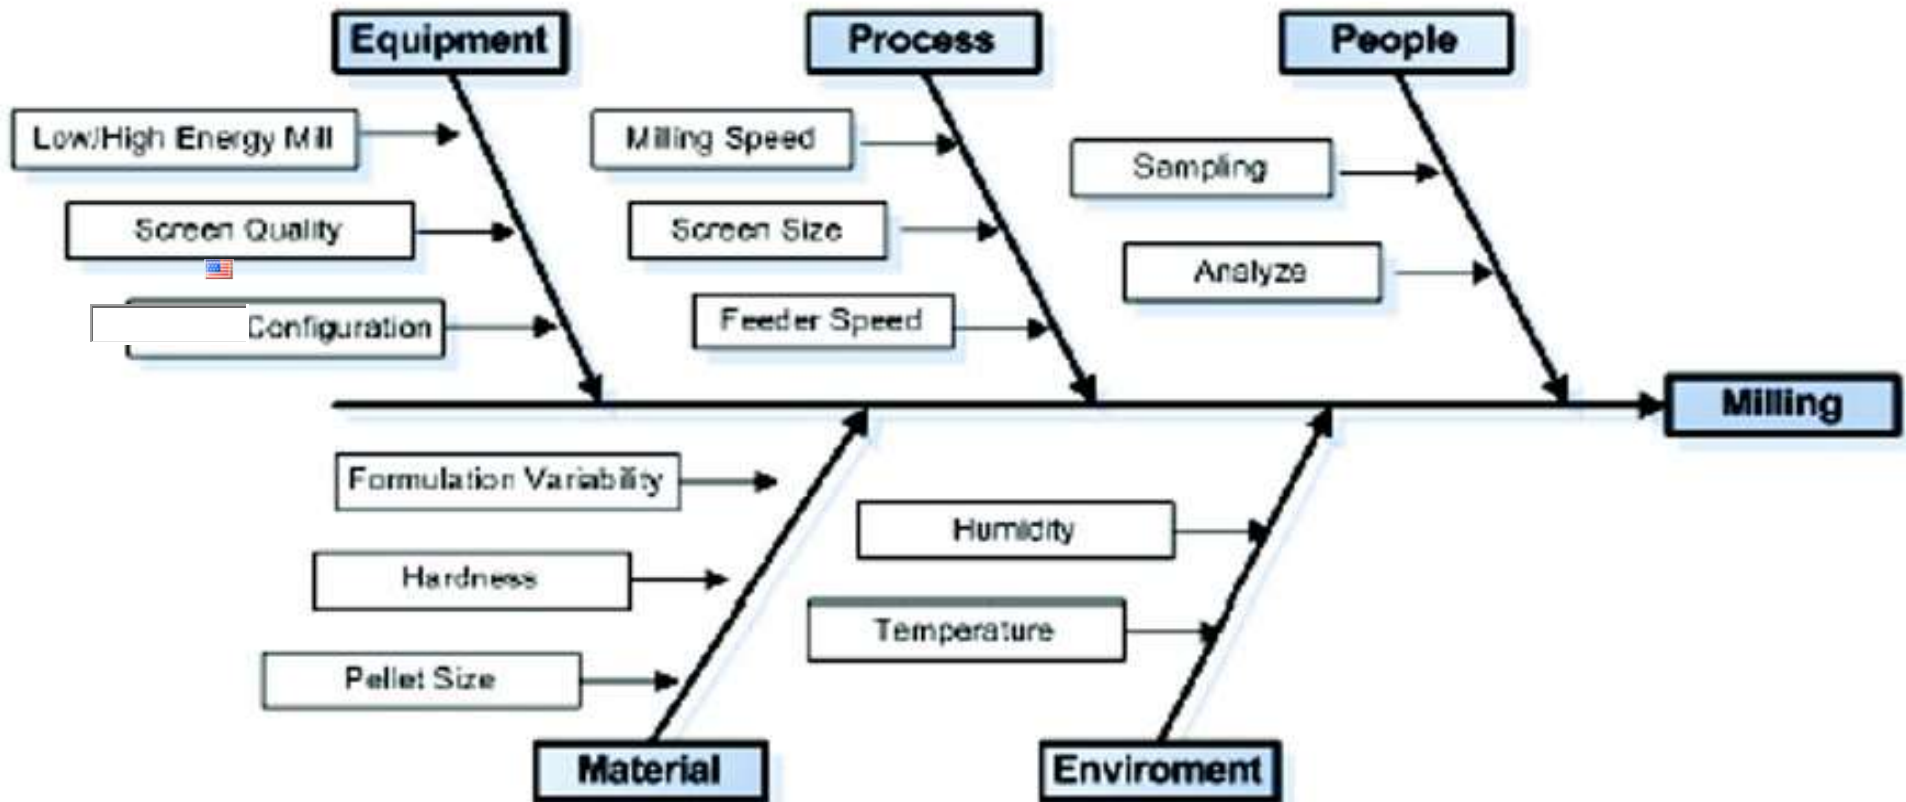 Equipment
Process
People
Low/High Energy Mill
Screen Quality
Configuration
Milling Speed
Screen Size
Feeder Speed
Sampling
Analyze
Milling
Formulation Variability
Hardness
Pellet Size
Humidity
Temperature
Material
Enviroment